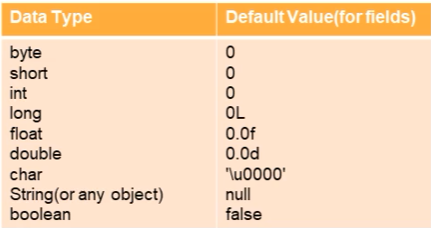 Data Type Default Value(for fields)
byte 0
short 0
int 0
long 0L
float 0.0f
double 0.0d
char '\u0000'
String(or any object) null
boolean false